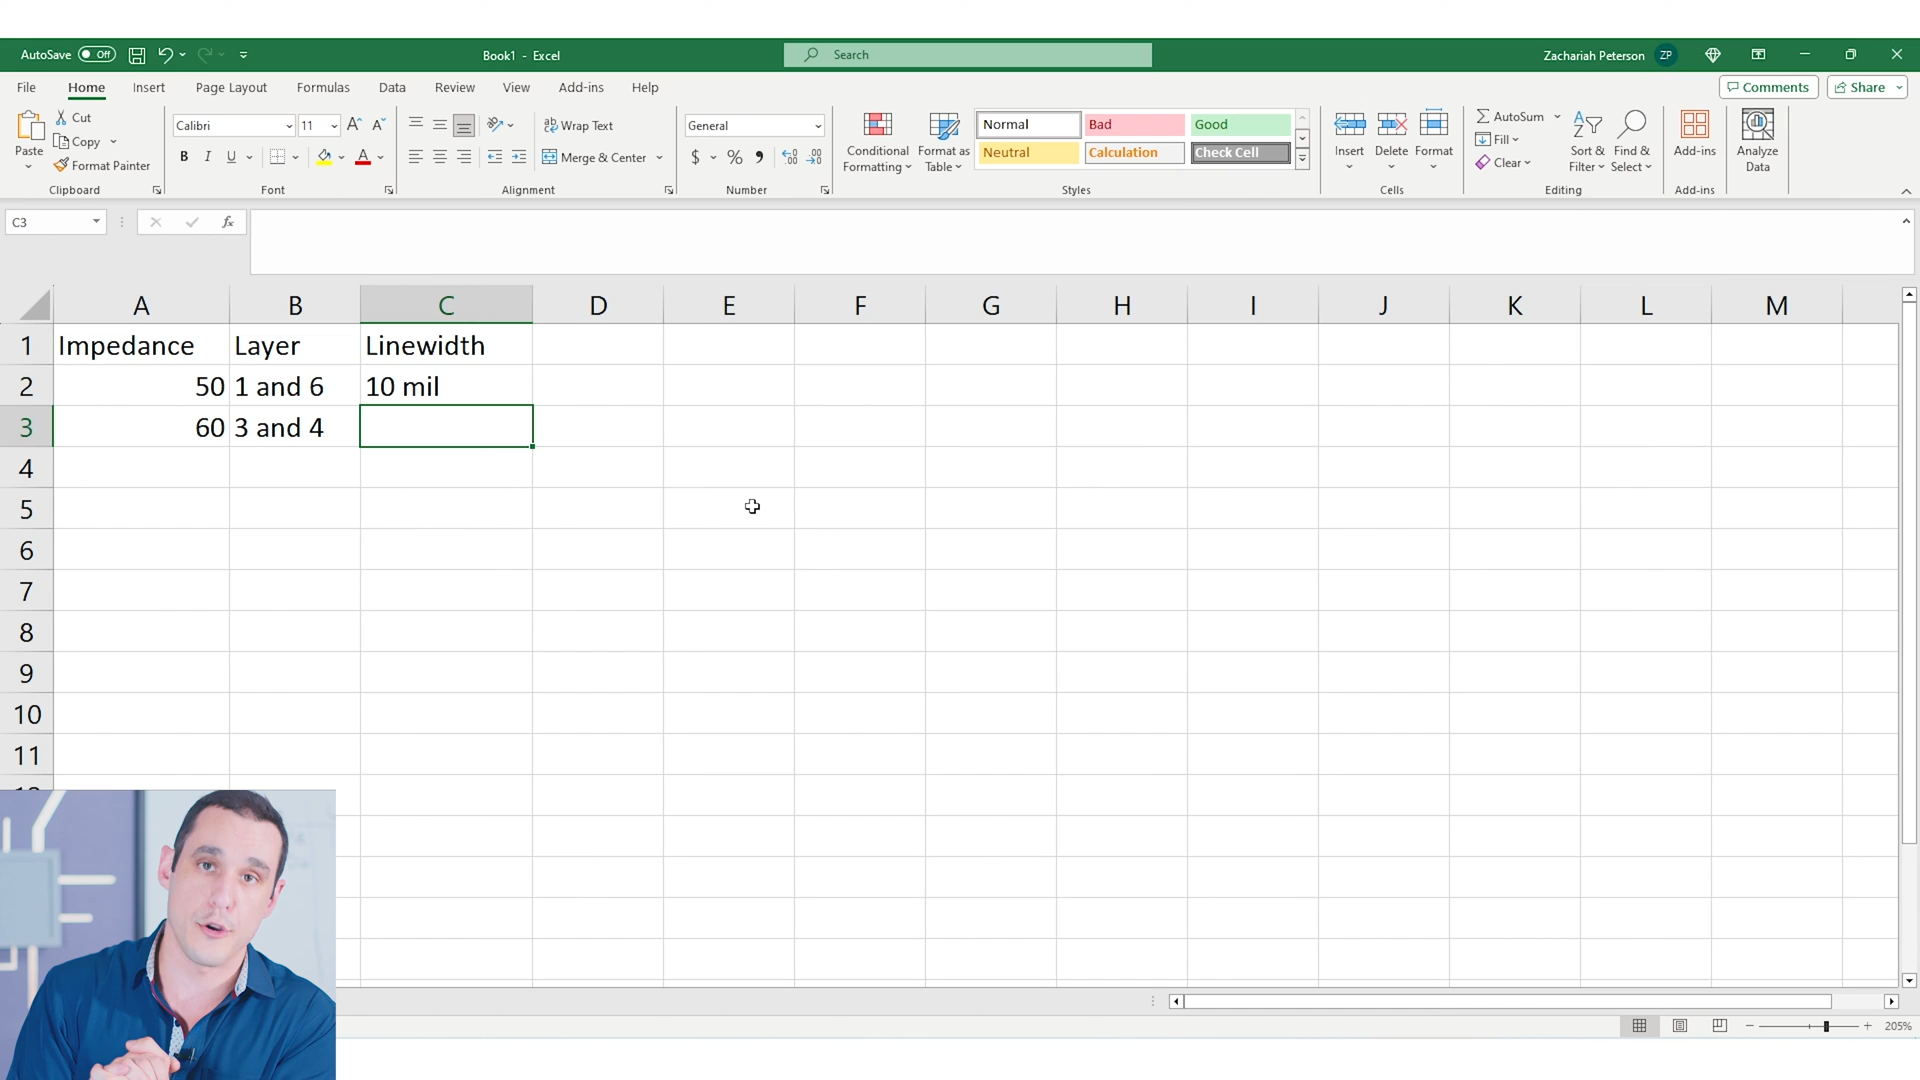 AutoSave Off
Book1 - Excel
Search
Zachariah Peterson ZP
File Home Insert Page Layout Formulas Data Review View Add-ins Help
Comments Share
Paste
Cut
Copy
Format Painter
Clipboard
Calibri 11
B I U A
Font
Wrap Text
Merge & Center
Alignment
General
$ % 9
Number
Conditional Formatting
Format as Table
Normal Bad Good
Neutral Calculation Check Cell
Styles
Insert Delete Format
Cells
AutoSum
Fill
Clear
Sort & Filter
Find & Select
Editing
Add-ins
Add-ins
Analyze Data
C3 fx
A B C D E F G H I J K L M
1 Impedance Layer Linewidth
2 50 1 and 6 10 mil
3 60 3 and 4
4
5
6
7
8
9
10
11
205%